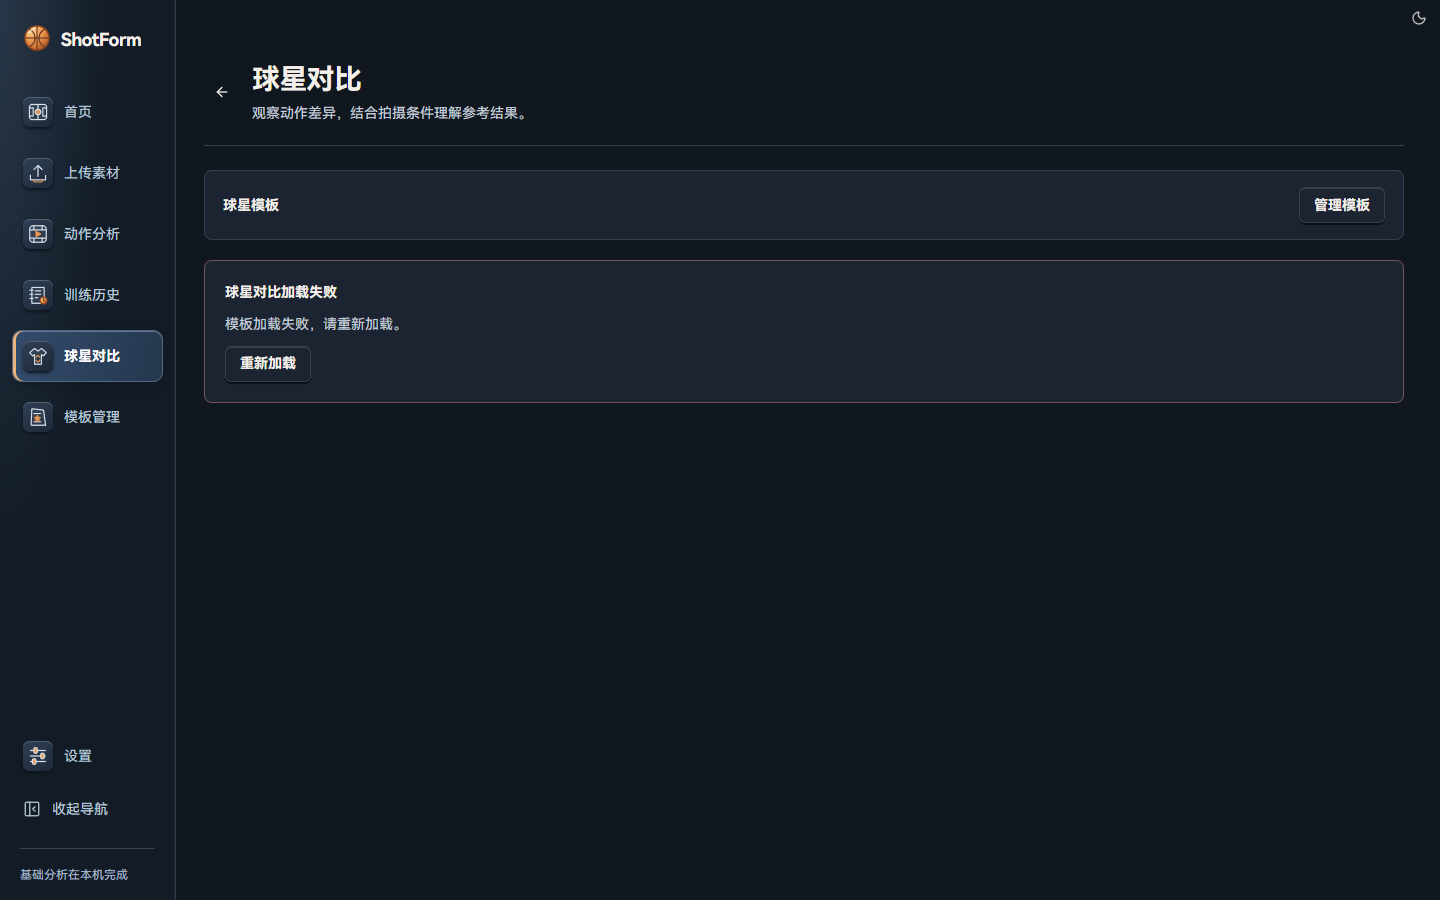 ShotForm
首页
上传素材
动作分析
训练历史
球星对比
模板管理
设置
收起导航
基础分析在本机完成
球星对比
观察动作差异，结合拍摄条件理解参考结果。
球星模板
管理模板
球星对比加载失败
模板加载失败，请重新加载。
重新加载